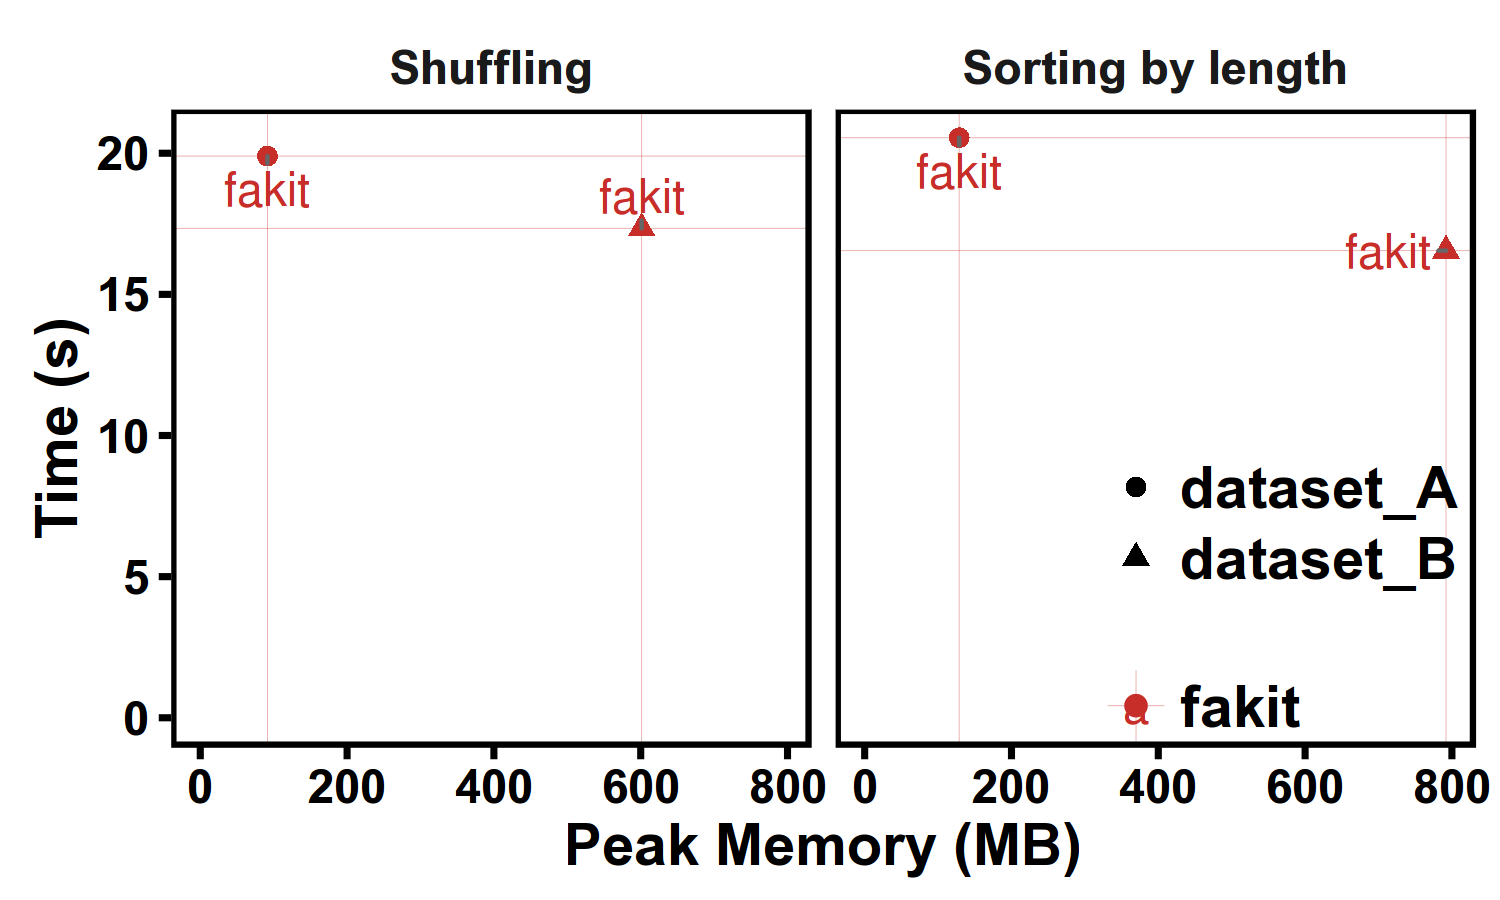 Shuffling
Sorting by length
Time (s)
20
15
10
5
0
fakit
fakit
fakit
fakit
dataset_A
dataset_B
a
fakit
0 200 400 600 800
0 200 400 600 800
Peak Memory (MB)